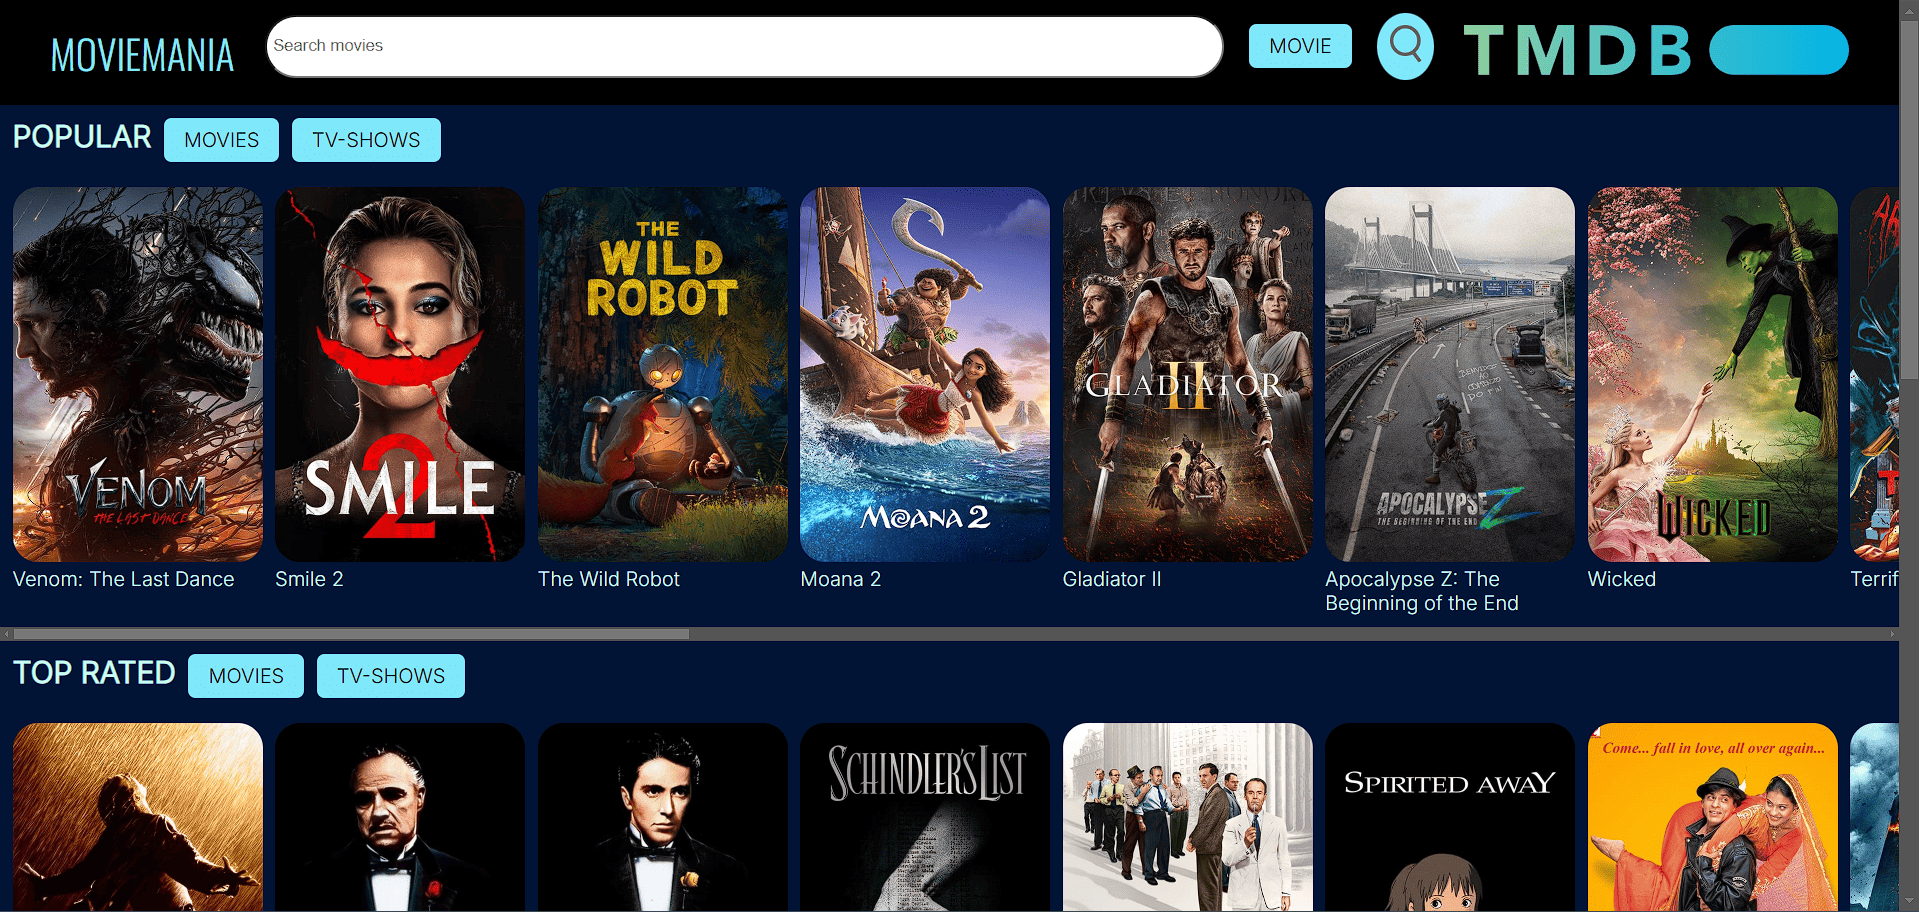 MOVIEMANIA
Search movies
MOVIE
TMDB
POPULAR
MOVIES
TV-SHOWS
VENOM
THE LAST DANCE
SMILE
2
THE
WILD
ROBOT
MOANA 2
GLADIATOR
II
APOCALYPSE Z
THE BEGINNING OF THE END
WICKED
Venom: The Last Dance
Smile 2
The Wild Robot
Moana 2
Gladiator II
Apocalypse Z: The
Beginning of the End
Wicked
Terrif
TOP RATED
MOVIES
TV-SHOWS
SCHINDLER'S LIST
SPIRITED AWAY
Come... fall in love, all over again...